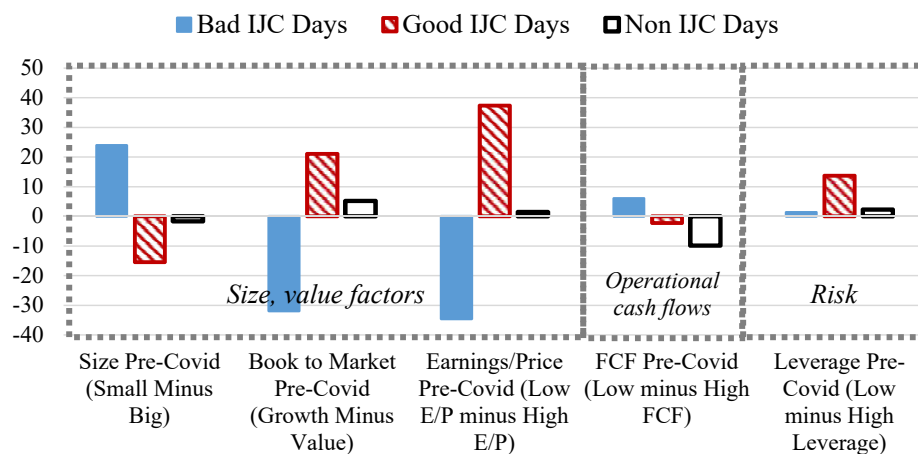 Bad IJC Days Good IJC Days Non IJC Days
50
40
30
20
10
0
-10
-20
-30
-40
Size, value factors
Operational
cash flows
Risk
Size Pre-Covid
(Small Minus
Big)
Book to Market
Pre-Covid
(Growth Minus
Value)
Earnings/Price
Pre-Covid (Low
E/P minus High
E/P)
FCF Pre-Covid
(Low minus High
FCF)
Leverage Pre-
Covid (Low
minus High
Leverage)